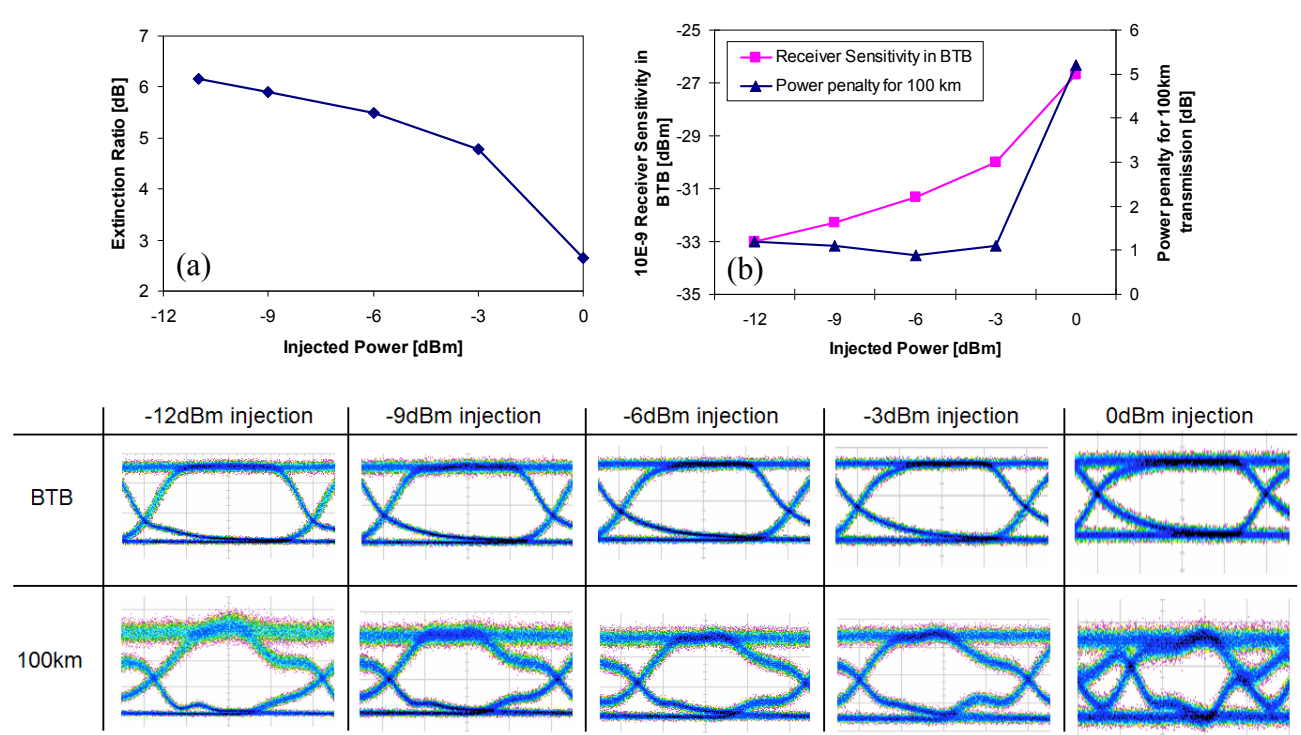 7
6
5
4
3
2
Extinction Ratio [dB]
(a)
-12 -9 -6 -3 0
Injected Power [dBm]
-25
-27
-29
-31
-33
-35
10E-9 Receiver Sensitivity in
BTB [dBm]
Receiver Sensitivity in BTB
Power penalty for 100 km
6
5
4
3
2
1
0
Power penalty for 100km
transmission [dB]
(b)
-12 -9 -6 -3 0
Injected Power [dBm]
-12dBm injection -9dBm injection -6dBm injection -3dBm injection 0dBm injection
BTB
100km